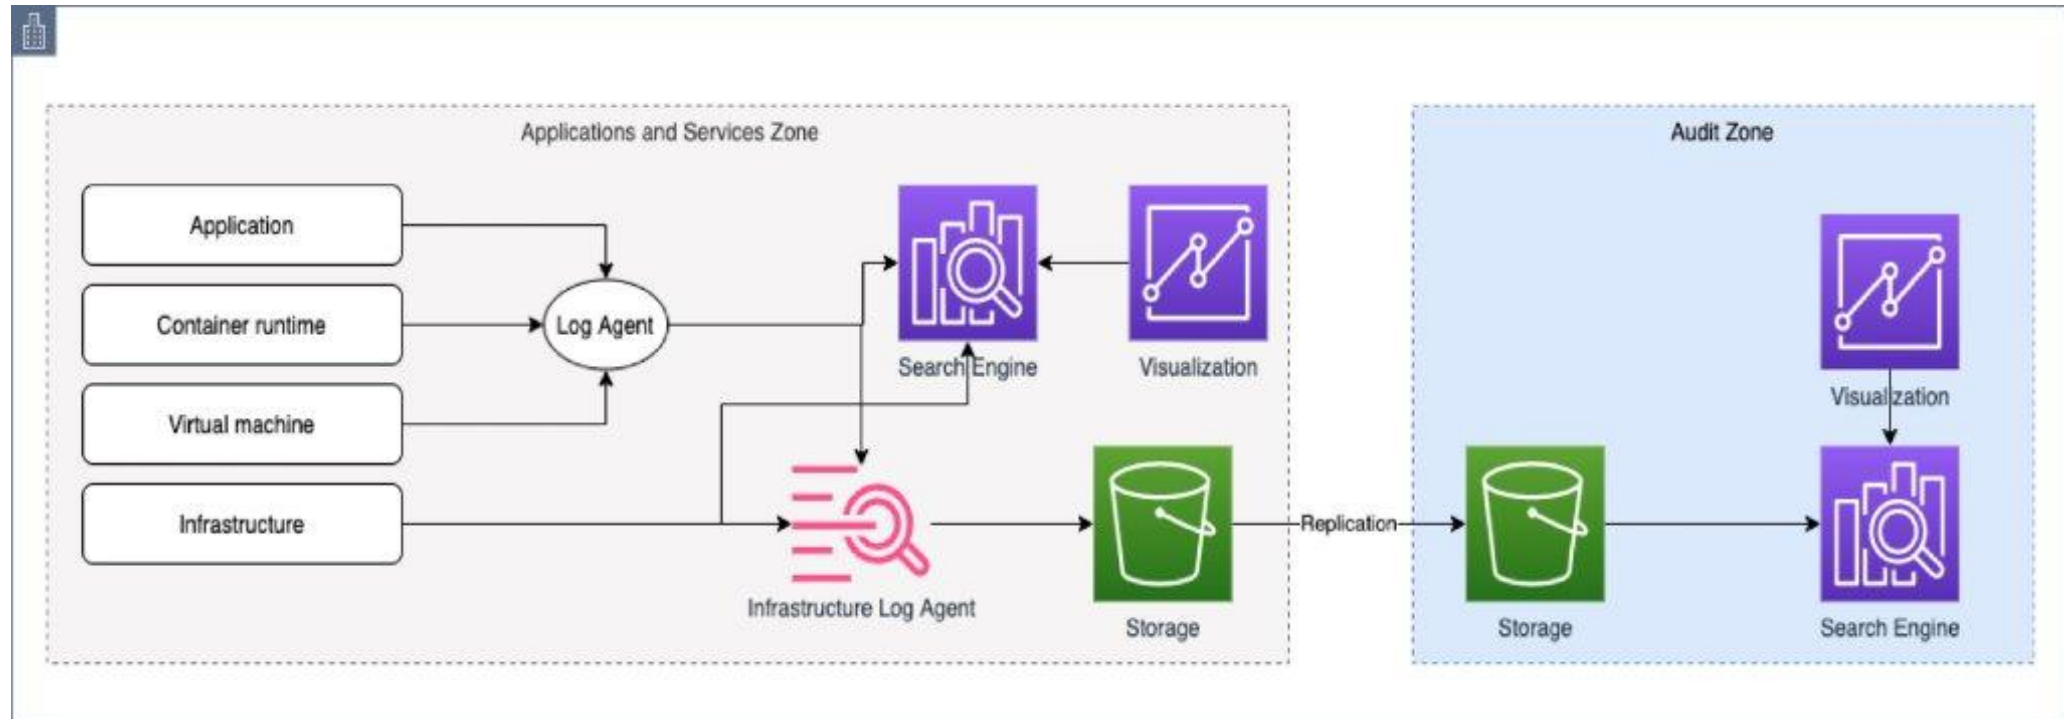 Applications and Services Zone
Application
Container runtime
Virtual machine
Infrastructure
Log Agent
Search Engine
Visualization
Infrastructure Log Agent
Storage
Replication
Audit Zone
Visualization
Storage
Search Engine